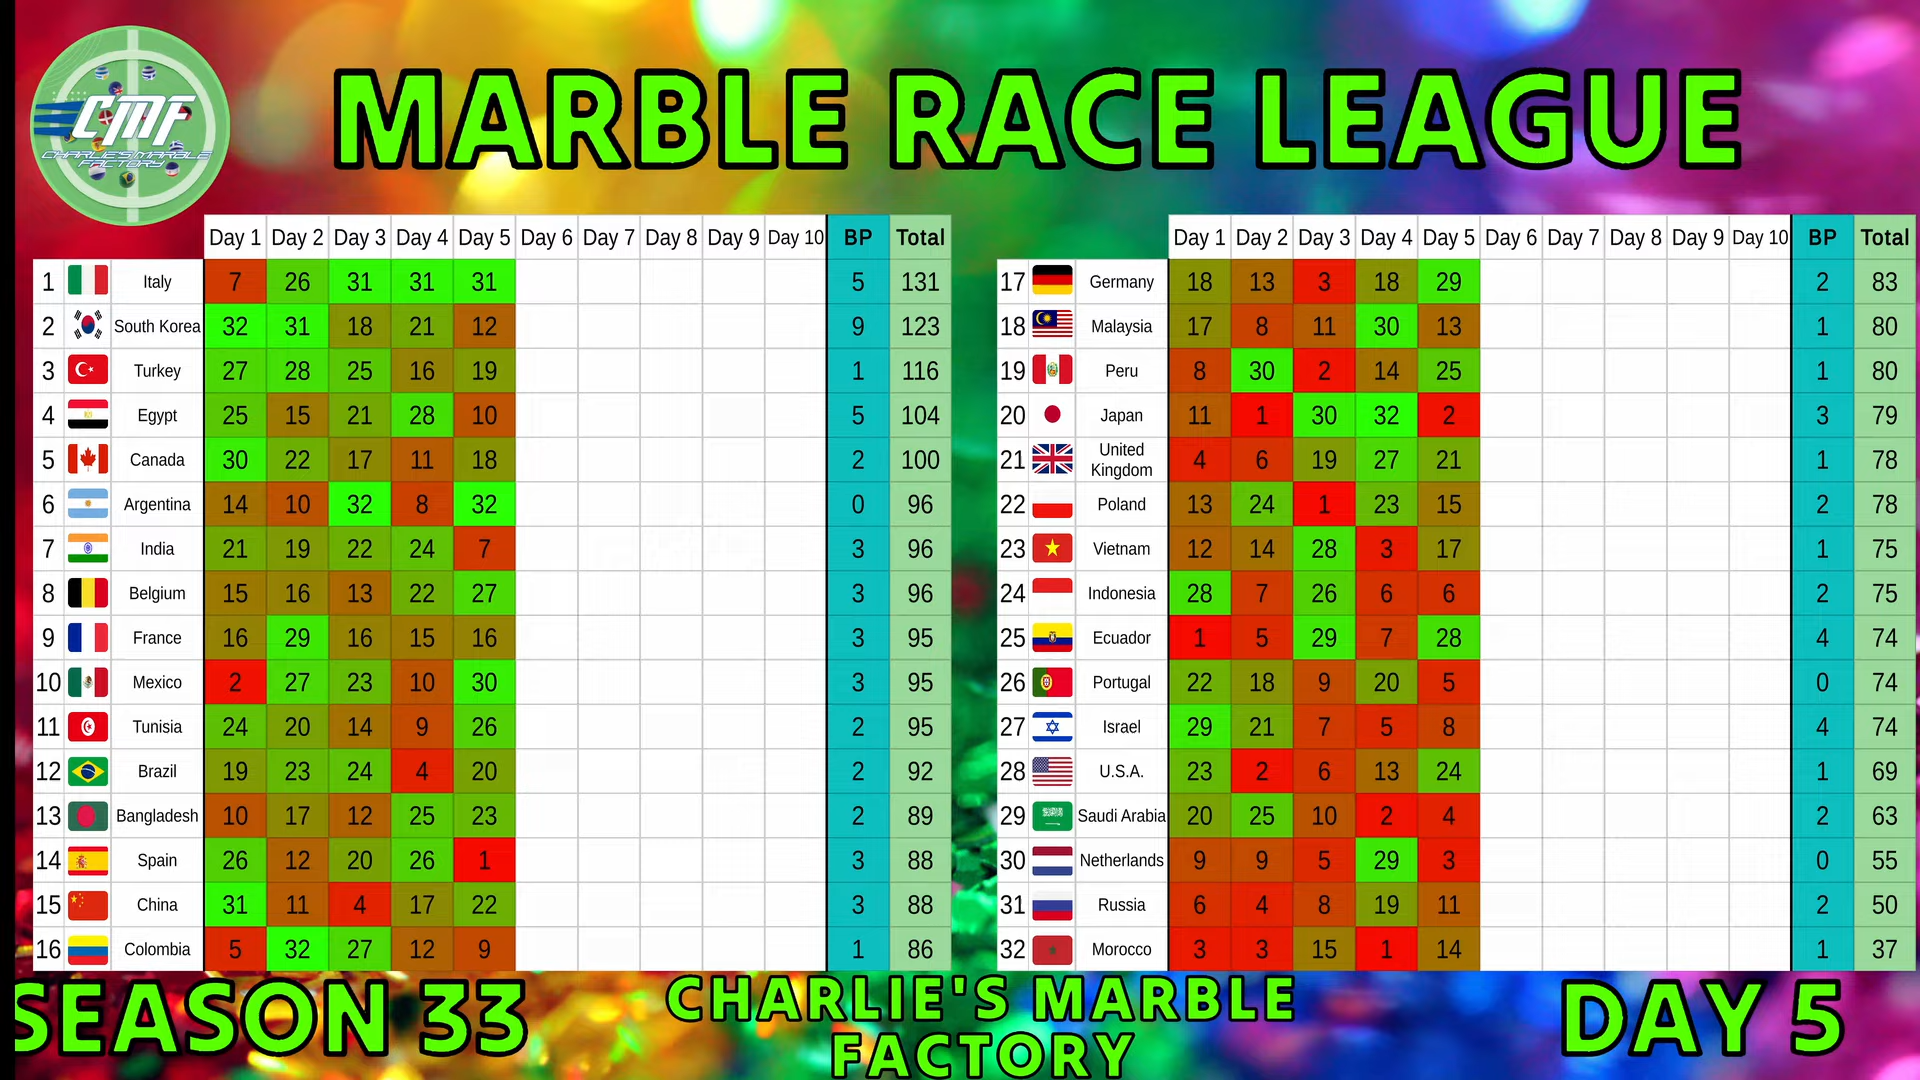 CMF
CHARLIE'S MARBLE
FACTORY
MARBLE RACE LEAGUE
Day 1 Day 2 Day 3 Day 4 Day 5 Day 6 Day 7 Day 8 Day 9 Day 10 BP Total
1 Italy 7 26 31 31 31 5 131
2 South Korea 32 31 18 21 12 9 123
3 Turkey 27 28 25 16 19 1 116
4 Egypt 25 15 21 28 10 5 104
5 Canada 30 22 17 11 18 2 100
6 Argentina 14 10 32 8 32 0 96
7 India 21 19 22 24 7 3 96
8 Belgium 15 16 13 22 27 3 96
9 France 16 29 16 15 16 3 95
10 Mexico 2 27 23 10 30 3 95
11 Tunisia 24 20 14 9 26 2 95
12 Brazil 19 23 24 4 20 2 92
13 Bangladesh 10 17 12 25 23 2 89
14 Spain 26 12 20 26 1 3 88
15 China 31 11 4 17 22 3 88
16 Colombia 5 32 27 12 9 1 86
Day 1 Day 2 Day 3 Day 4 Day 5 Day 6 Day 7 Day 8 Day 9 Day 10 BP Total
17 Germany 18 13 3 18 29 2 83
18 Malaysia 17 8 11 30 13 1 80
19 Peru 8 30 2 14 25 1 80
20 Japan 11 1 30 32 2 3 79
21 United Kingdom 4 6 19 27 21 1 78
22 Poland 13 24 1 23 15 2 78
23 Vietnam 12 14 28 3 17 1 75
24 Indonesia 28 7 26 6 6 2 75
25 Ecuador 1 5 29 7 28 4 74
26 Portugal 22 18 9 20 5 0 74
27 Israel 29 21 7 5 8 4 74
28 U.S.A. 23 2 6 13 24 1 69
29 Saudi Arabia 20 25 10 2 4 2 63
30 Netherlands 9 9 5 29 3 0 55
31 Russia 6 4 8 19 11 2 50
32 Morocco 3 3 15 1 14 1 37
SEASON 33
CHARLIE'S MARBLE
FACTORY
DAY 5